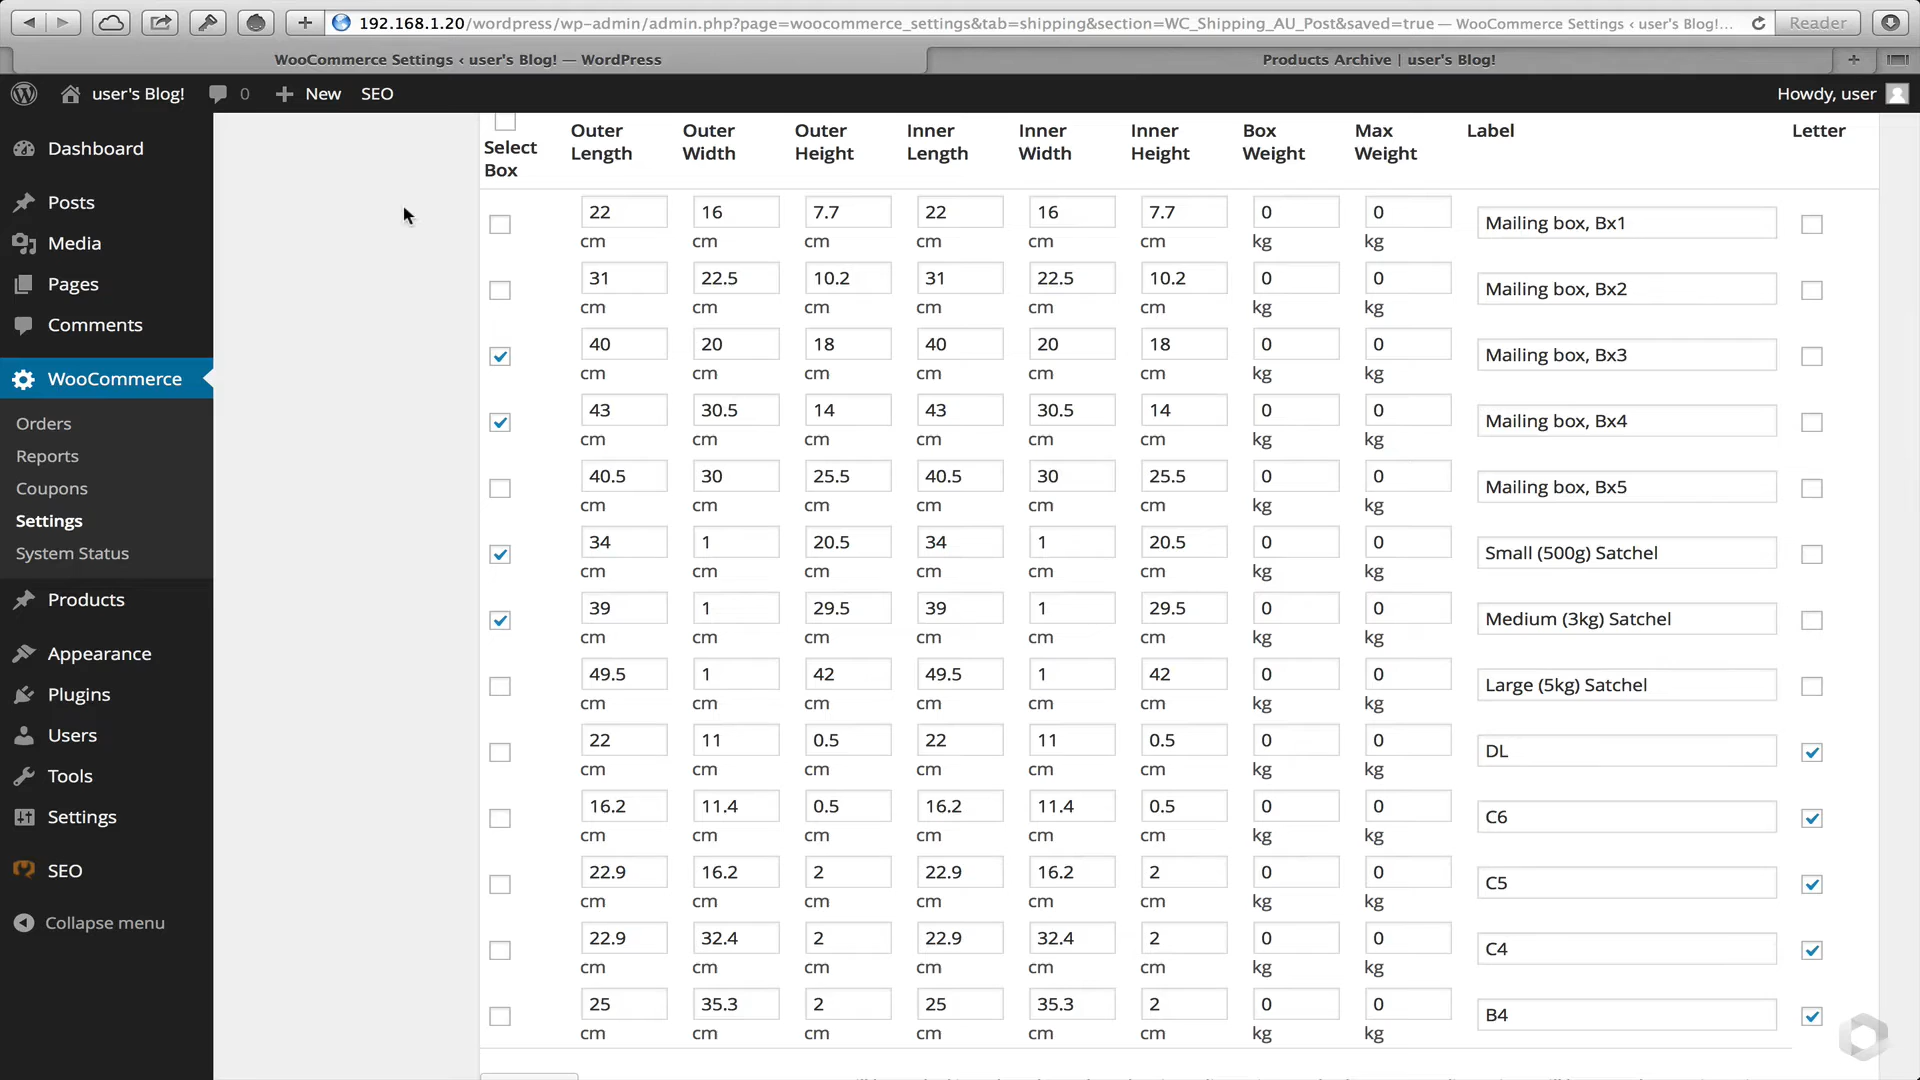 192.168.1.20/wordpress/wp-admin/admin.php?page=woocommerce_settings&tab=shipping&section=WC_Shipping_AU_Post&saved=true — WooCommerce Settings ‹ user's Blog!...
Reader
WooCommerce Settings ‹ user's Blog! — WordPress
Products Archive | user's Blog!
user's Blog!
0
New
SEO
Howdy, user
Dashboard
Posts
Media
Pages
Comments
WooCommerce
Orders
Reports
Coupons
Settings
System Status
Products
Appearance
Plugins
Users
Tools
Settings
SEO
Collapse menu
Select Box Outer Length Outer Width Outer Height Inner Length Inner Width Inner Height Box Weight Max Weight Label Letter
22 16 7.7 22 16 7.7 0 0 Mailing box, Bx1
cm cm cm cm cm cm kg kg
31 22.5 10.2 31 22.5 10.2 0 0 Mailing box, Bx2
cm cm cm cm cm cm kg kg
40 20 18 40 20 18 0 0 Mailing box, Bx3
cm cm cm cm cm cm kg kg
43 30.5 14 43 30.5 14 0 0 Mailing box, Bx4
cm cm cm cm cm cm kg kg
40.5 30 25.5 40.5 30 25.5 0 0 Mailing box, Bx5
cm cm cm cm cm cm kg kg
34 1 20.5 34 1 20.5 0 0 Small (500g) Satchel
cm cm cm cm cm cm kg kg
39 1 29.5 39 1 29.5 0 0 Medium (3kg) Satchel
cm cm cm cm cm cm kg kg
49.5 1 42 49.5 1 42 0 0 Large (5kg) Satchel
cm cm cm cm cm cm kg kg
22 11 0.5 22 11 0.5 0 0 DL
cm cm cm cm cm cm kg kg
16.2 11.4 0.5 16.2 11.4 0.5 0 0 C6
cm cm cm cm cm cm kg kg
22.9 16.2 2 22.9 16.2 2 0 0 C5
cm cm cm cm cm cm kg kg
22.9 32.4 2 22.9 32.4 2 0 0 C4
cm cm cm cm cm cm kg kg
25 35.3 2 25 35.3 2 0 0 B4
cm cm cm cm cm cm kg kg